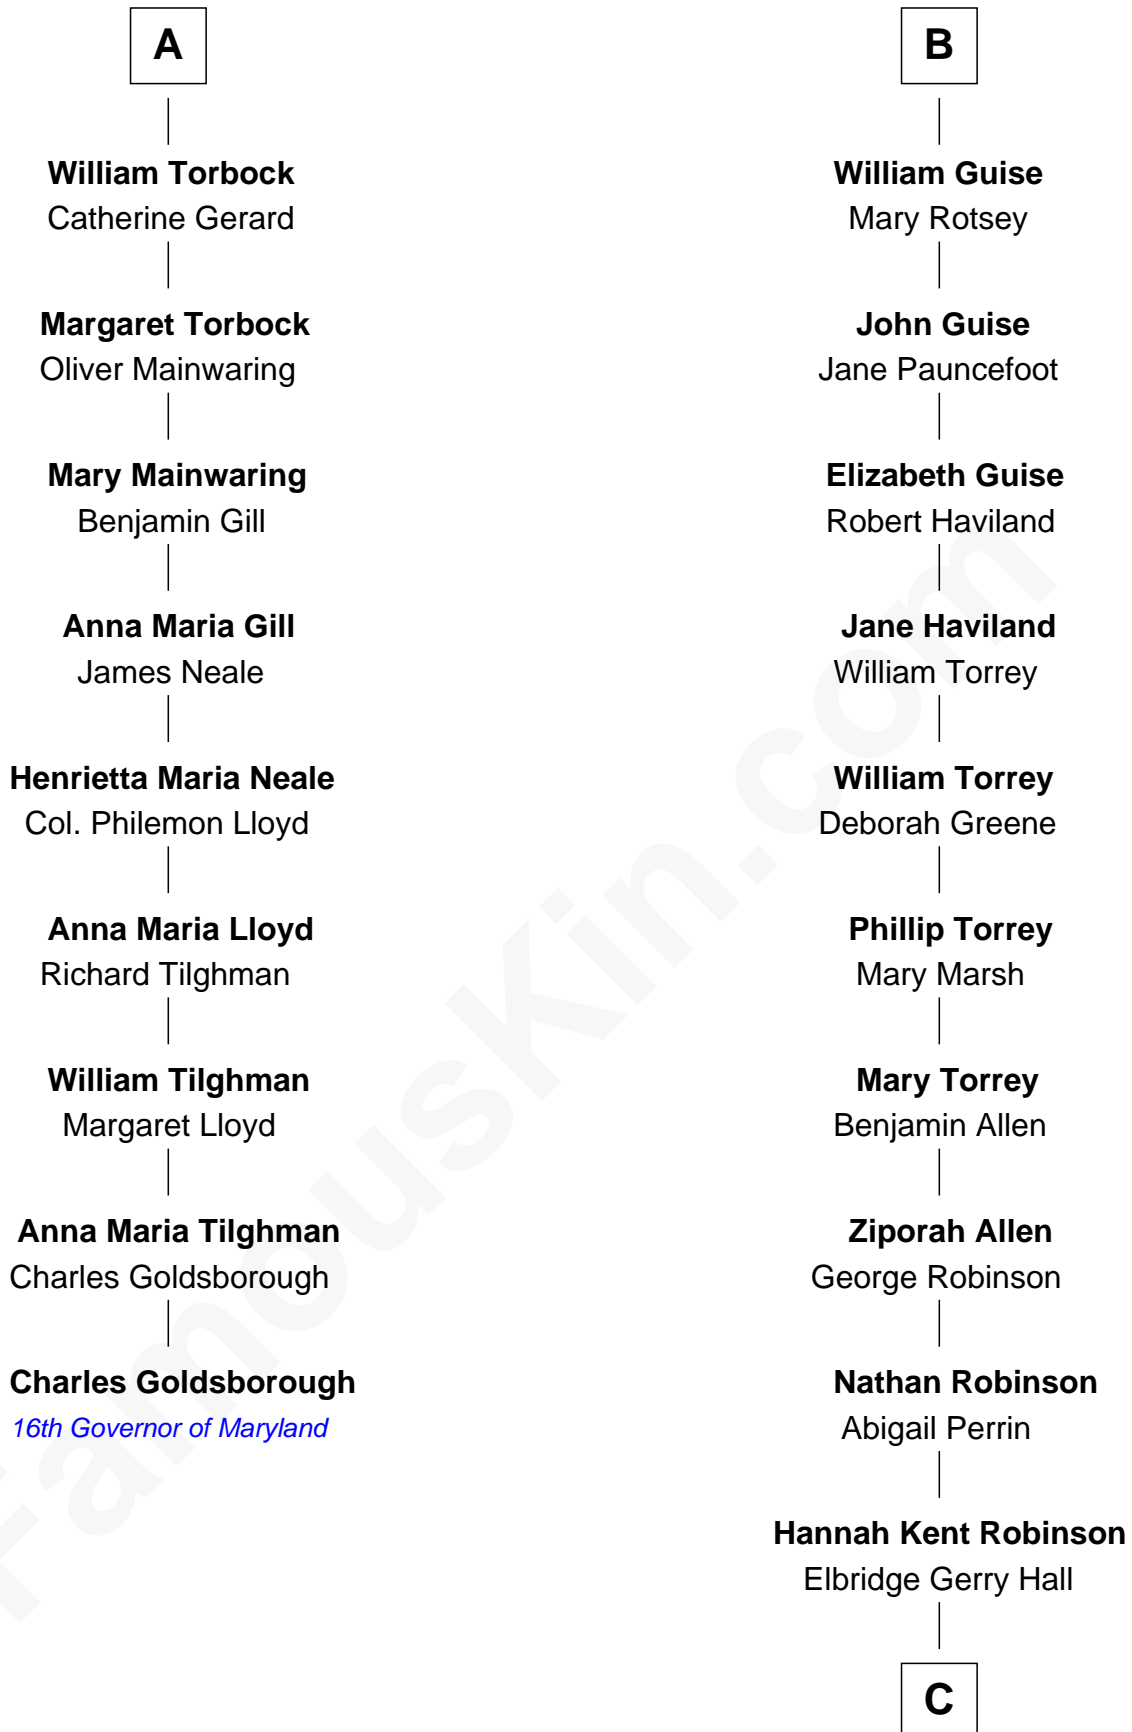 A
William Torbock
Catherine Gerard
Margaret Torbock
Oliver Mainwaring
Mary Mainwaring
Benjamin Gill
Anna Maria Gill
James Neale
Henrietta Maria Neale
Col. Philemon Lloyd
Anna Maria Lloyd
Richard Tilghman
William Tilghman
Margaret Lloyd
Anna Maria Tilghman
Charles Goldsborough
Charles Goldsborough
16th Governor of Maryland
B
William Guise
Mary Rotsey
John Guise
Jane Pauncefoot
Elizabeth Guise
Robert Haviland
Jane Haviland
William Torrey
William Torrey
Deborah Greene
Phillip Torrey
Mary Marsh
Mary Torrey
Benjamin Allen
Ziporah Allen
George Robinson
Nathan Robinson
Abigail Perrin
Hannah Kent Robinson
Elbridge Gerry Hall
C
FamousKin.com